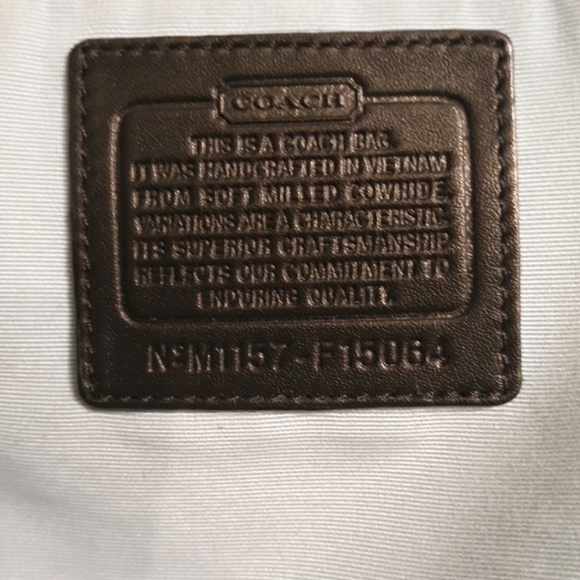 COACH
THIS IS A COACH BAG.
IT WAS HANDCRAFTED IN VIETNAM
FROM SOFT MILLED COWHIDE.
VARIATIONS ARE A CHARACTERISTIC.
ITS SUPERIOR CRAFTSMANSHIP
REFLECTS OUR COMMITMENT TO
ENDURING QUALITY.
Nº M1157-F15064